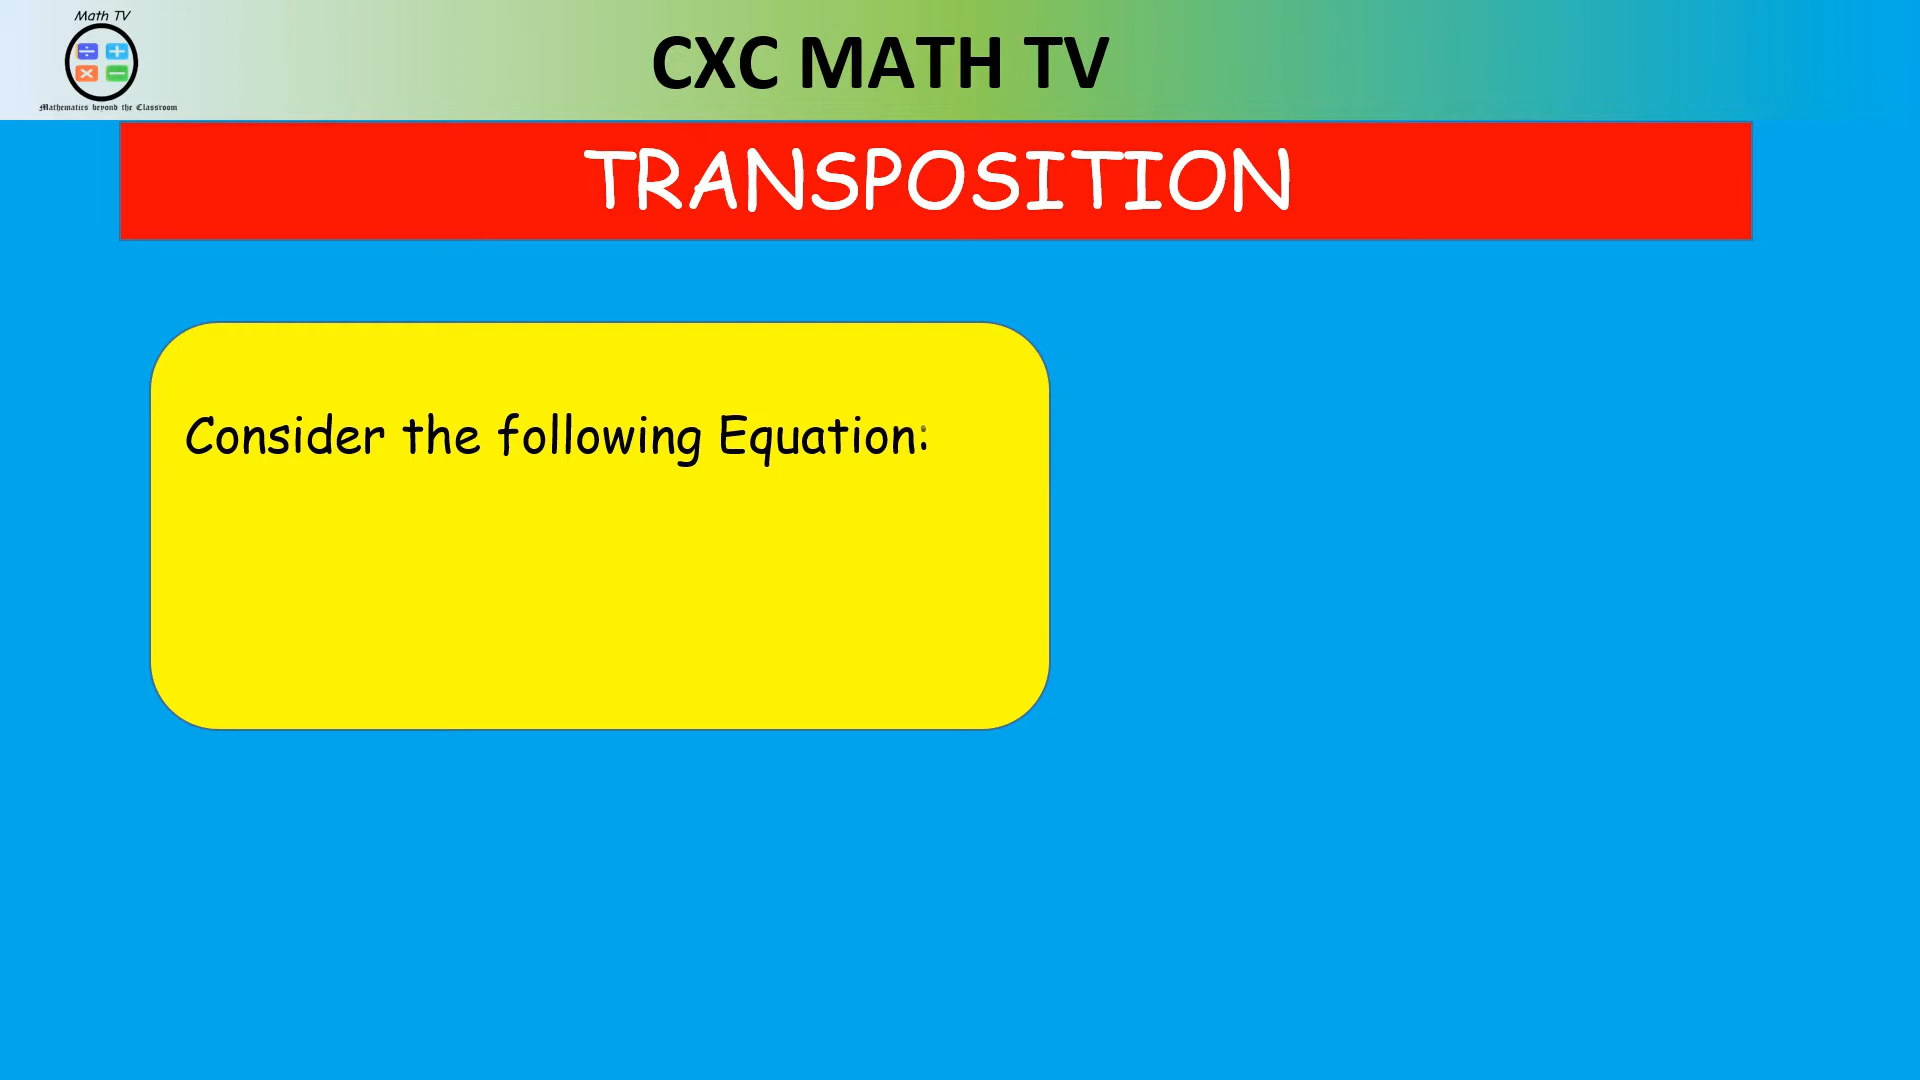 Math TV
CXC MATH TV
Mathematics beyond the Classroom
TRANSPOSITION
Consider the following Equation: